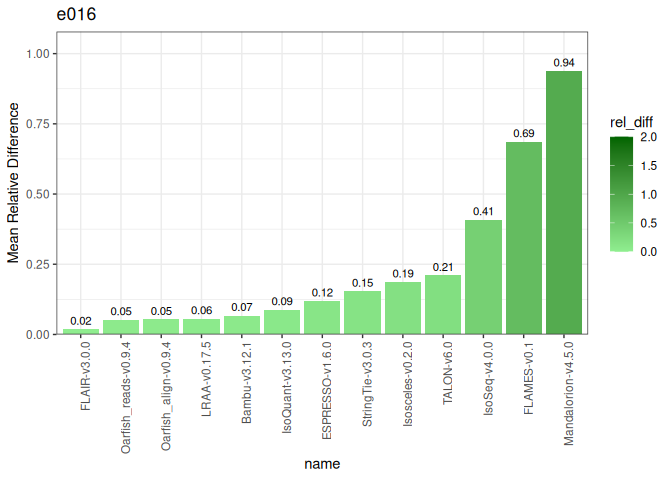 e016
Mean Relative Difference
1.00
0.75
0.50
0.25
0.00
0.02
0.05
0.05
0.06
0.07
0.09
0.12
0.15
0.19
0.21
0.41
0.69
0.94
FLAIR-v3.0.0
Oarfish_reads-v0.9.4
Oarfish_align-v0.9.4
LRAA-v0.17.5
Bambu-v3.12.1
IsoQuant-v3.13.0
ESPRESSO-v1.6.0
StringTie-v3.0.3
Isosceles-v0.2.0
TALON-v6.0
IsoSeq-v4.0.0
FLAMES-v0.1
Mandalorion-v4.5.0
name
rel_diff
2.0
1.5
1.0
0.5
0.0